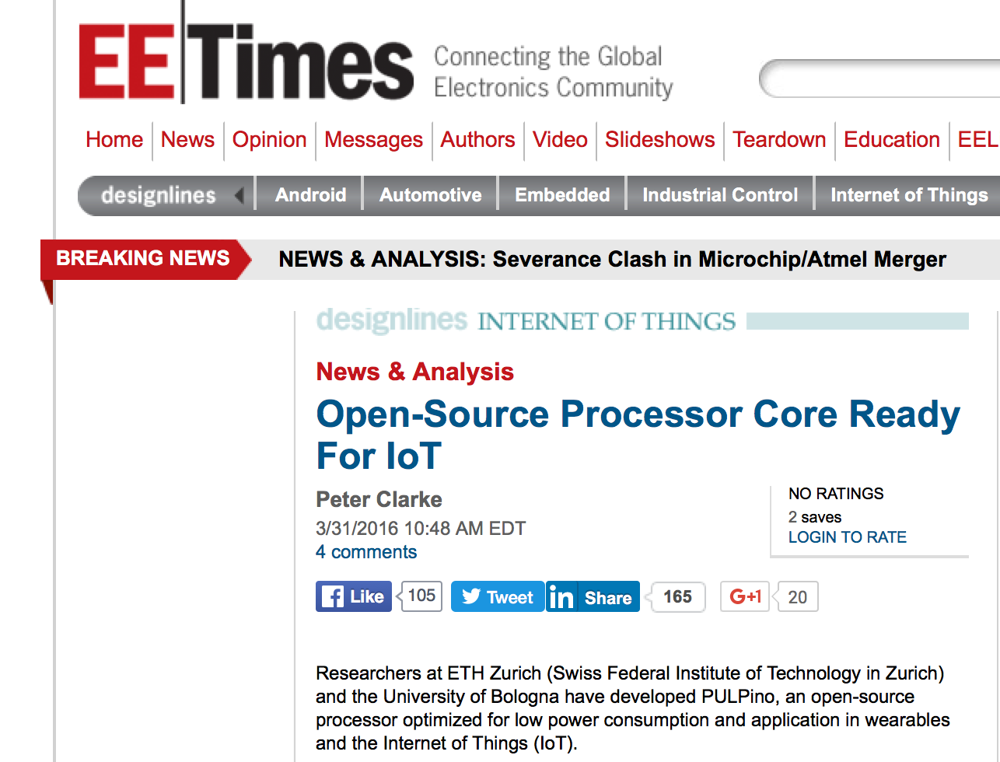 EE Times
Connecting the Global
Electronics Community
Home News Opinion Messages Authors Video Slideshows Teardown Education EEL
designlines Android Automotive Embedded Industrial Control Internet of Things
BREAKING NEWS NEWS & ANALYSIS: Severance Clash in Microchip/Atmel Merger
designlines INTERNET OF THINGS
News & Analysis
Open-Source Processor Core Ready
For IoT
Peter Clarke
3/31/2016 10:48 AM EDT
4 comments
NO RATINGS
2 saves
LOGIN TO RATE
f Like 105 Tweet in Share 165 G+1 20
Researchers at ETH Zurich (Swiss Federal Institute of Technology in Zurich)
and the University of Bologna have developed PULPino, an open-source
processor optimized for low power consumption and application in wearables
and the Internet of Things (IoT).